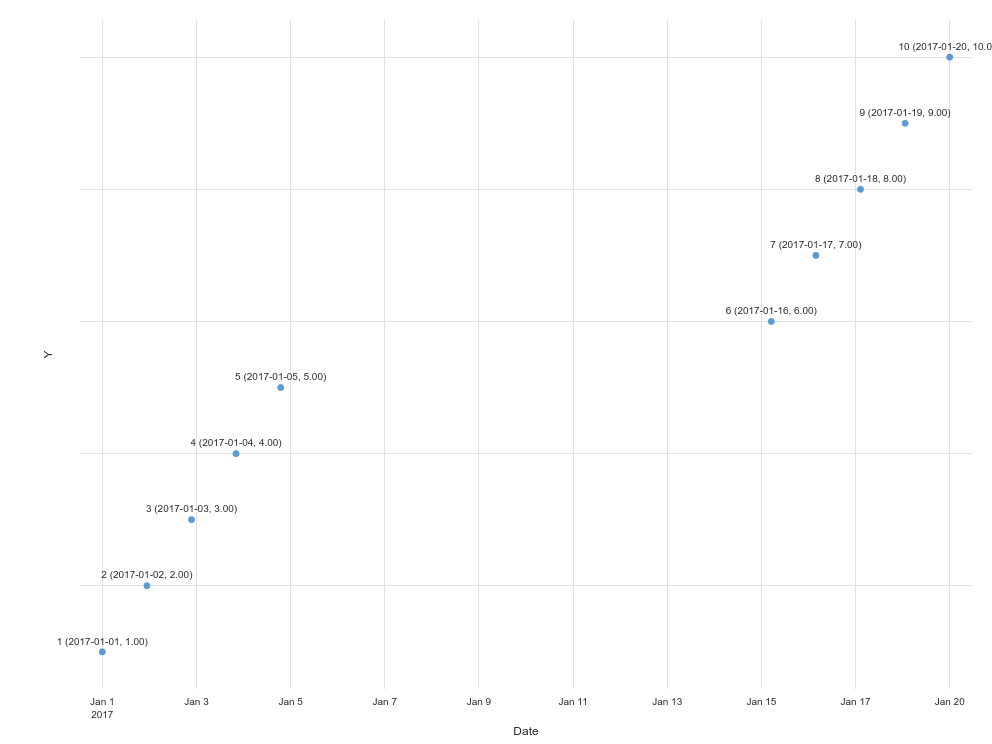 10 (2017-01-20, 10.0
9 (2017-01-19, 9.00)
8 (2017-01-18, 8.00)
7 (2017-01-17, 7.00)
6 (2017-01-16, 6.00)
Y
5 (2017-01-05, 5.00)
4 (2017-01-04, 4.00)
3 (2017-01-03, 3.00)
2 (2017-01-02, 2.00)
1 (2017-01-01, 1.00)
Jan 1 Jan 3 Jan 5 Jan 7 Jan 9 Jan 11 Jan 13 Jan 15 Jan 17 Jan 20
2017
Date